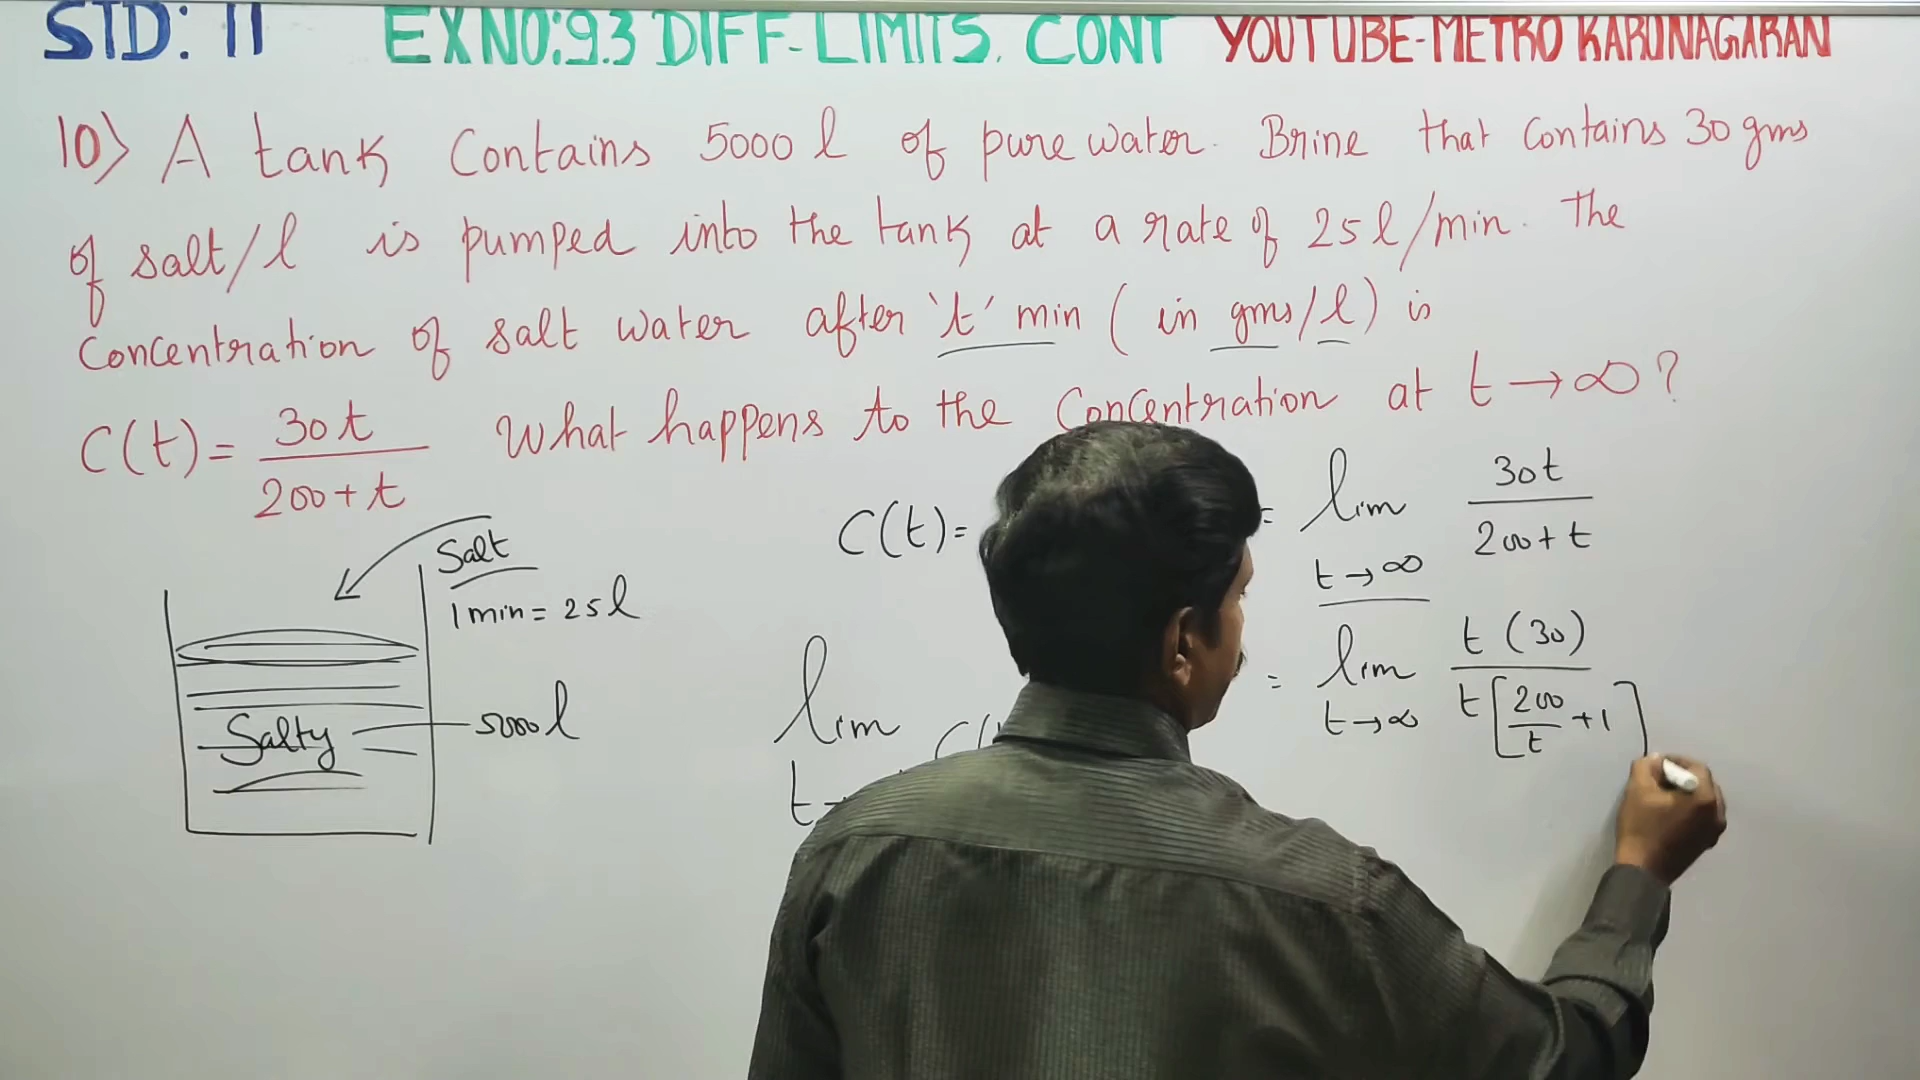 STD: 11 EX NO:9.3 DIFF-LIMITS. CONT YOUTUBE-METRO KARUNAGARAN
10) A tank Contains 5000 l of pure water. Brine that contains 30 gms
of salt/l is pumped into the tank at a rate of 25 l/min. The
Concentration of salt water after 't' min ( in gms/l ) is
C(t) = 30t / 200+t What happens to the Concentration at t → ∞ ?
Salt
1 min = 25 l
Salty
5000 l
C(t) =
lim
= lim t→∞ 30t / 200+t
= lim t→∞ t(30) / t[200/t + 1]